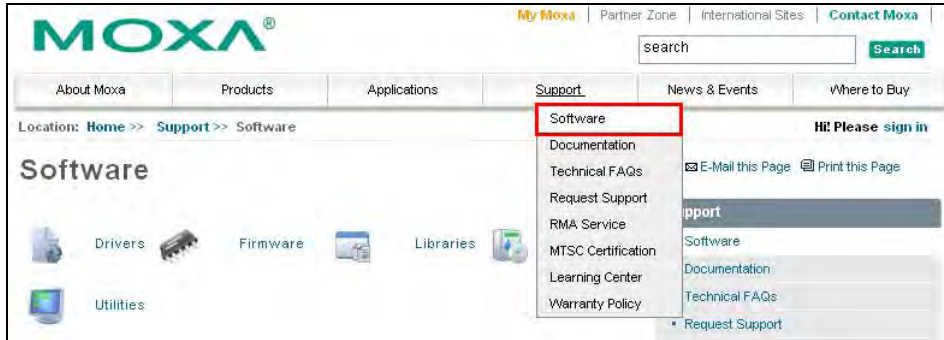 My Moxa | Partner Zone | International Sites | Contact Moxa |
MOXA®
search Search
About Moxa Products Applications Support News & Events Where to Buy
Location: Home >> Support >> Software
Hi! Please sign in
Software
E-Mail this Page Print this Page
Drivers Firmware Libraries
Utilities
Software
Documentation
Technical FAQs
Request Support
RMA Service
MTSC Certification
Learning Center
Warranty Policy
Software
Documentation
Technical FAQs
• Request Support